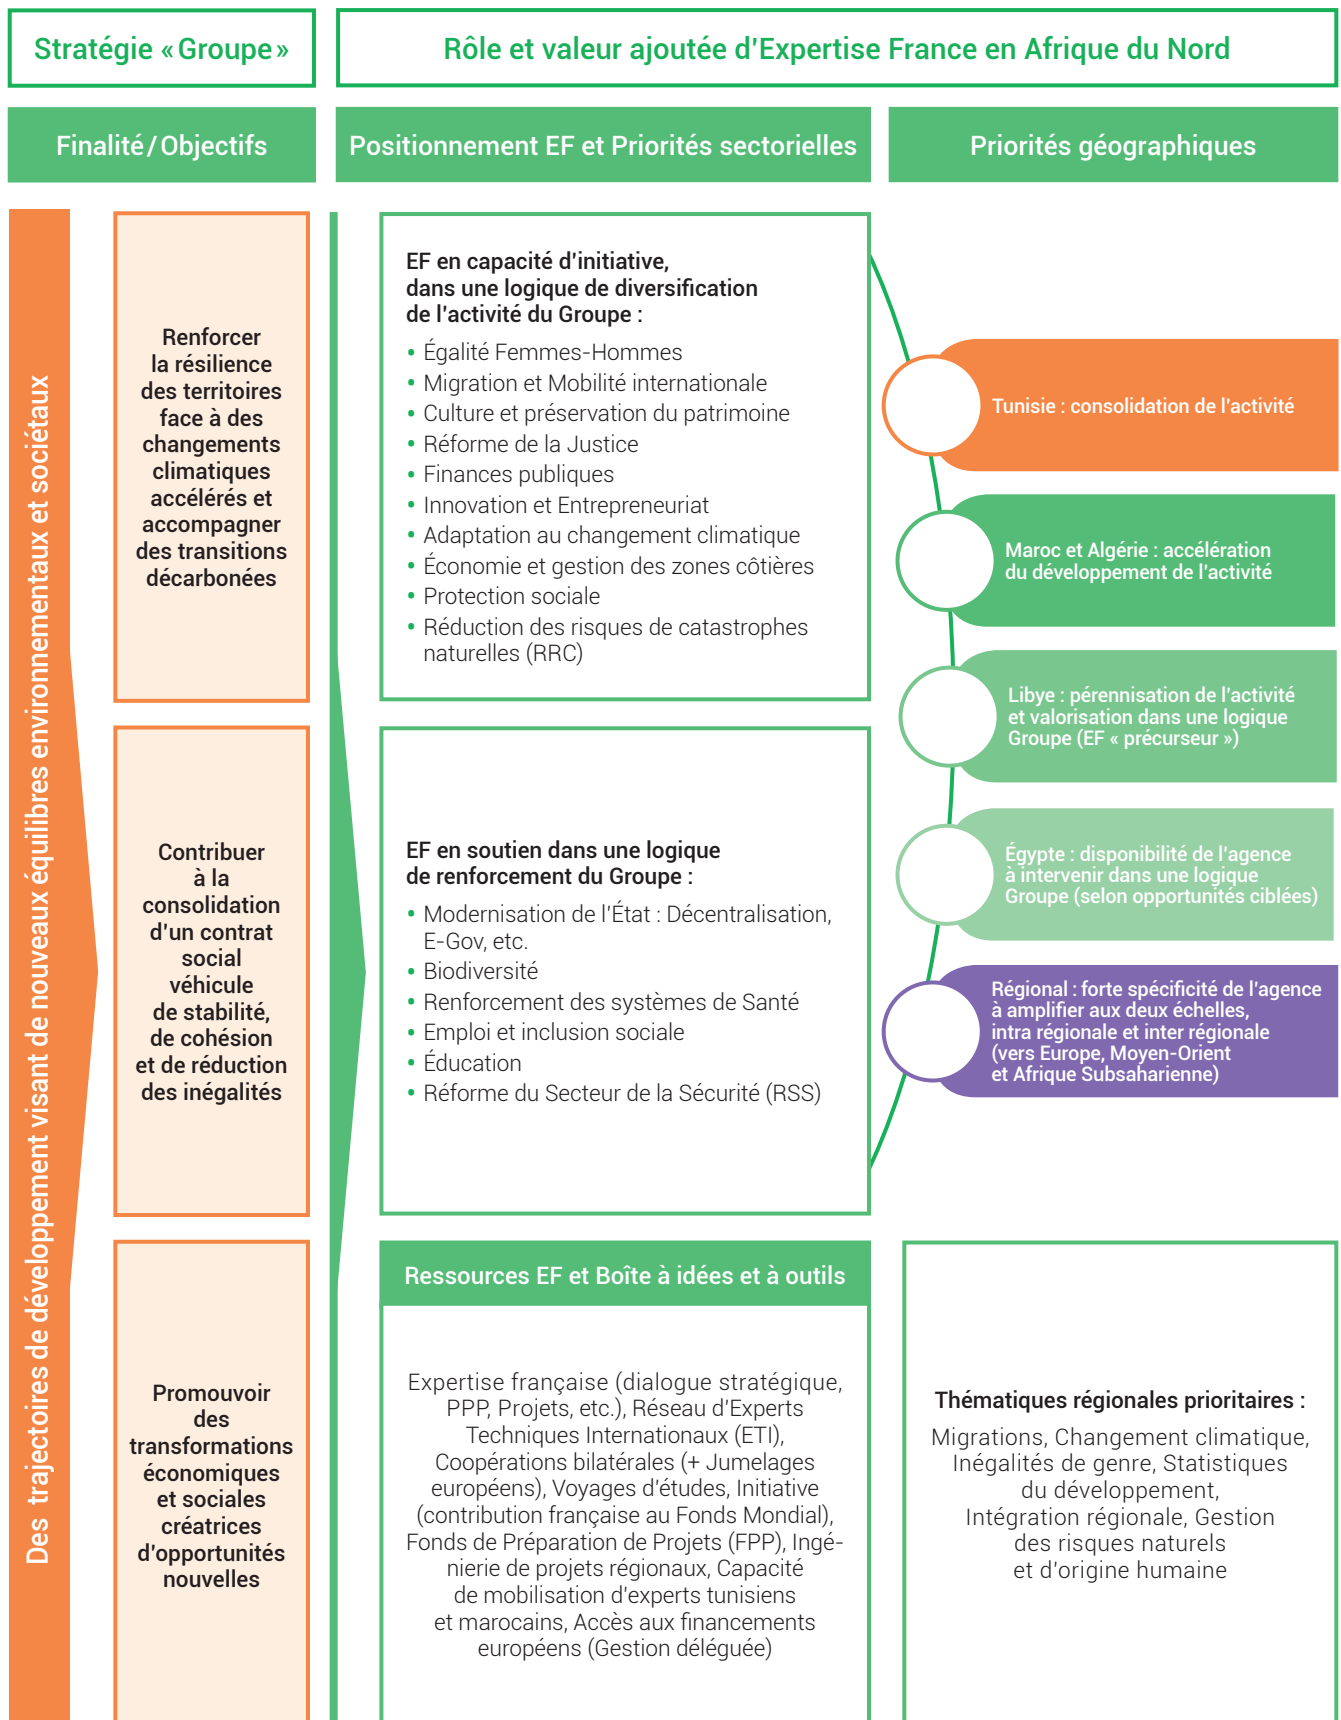 Stratégie « Groupe »
Rôle et valeur ajoutée d'Expertise France en Afrique du Nord
Finalité / Objectifs
Positionnement EF et Priorités sectorielles
Priorités géographiques
Des trajectoires de développement visant de nouveaux équilibres environnementaux et sociétaux
Renforcer
la résilience
des territoires
face à des
changements
climatiques
accélérés et
accompagner
des transitions
décarbonées
Contribuer
à la
consolidation
d'un contrat
social
véhicule
de stabilité,
de cohésion
et de réduction
des inégalités
Promouvoir
des
transformations
économiques
et sociales
créatrices
d'opportunités
nouvelles
EF en capacité d'initiative,
dans une logique de diversification
de l'activité du Groupe :
• Égalité Femmes-Hommes
• Migration et Mobilité internationale
• Culture et préservation du patrimoine
• Réforme de la Justice
• Finances publiques
• Innovation et Entrepreneuriat
• Adaptation au changement climatique
• Économie et gestion des zones côtières
• Protection sociale
• Réduction des risques de catastrophes
naturelles (RRC)
EF en soutien dans une logique
de renforcement du Groupe :
• Modernisation de l'État : Décentralisation,
E-Gov, etc.
• Biodiversité
• Renforcement des systèmes de Santé
• Emploi et inclusion sociale
• Éducation
• Réforme du Secteur de la Sécurité (RSS)
Ressources EF et Boîte à idées et à outils
Expertise française (dialogue stratégique,
PPP, Projets, etc.), Réseau d'Experts
Techniques Internationaux (ETI),
Coopérations bilatérales (+ Jumelages
européens), Voyages d'études, Initiative
(contribution française au Fonds Mondial),
Fonds de Préparation de Projets (FPP), Ingé-
nierie de projets régionaux, Capacité
de mobilisation d'experts tunisiens
et marocains, Accès aux financements
européens (Gestion déléguée)
Tunisie : consolidation de l'activité
Maroc et Algérie : accélération
du développement de l'activité
Libye : pérennisation de l'activité
et valorisation dans une logique
Groupe (EF « précurseur »)
Égypte : disponibilité de l'agence
à intervenir dans une logique
Groupe (selon opportunités ciblées)
Régional : forte spécificité de l'agence
à amplifier aux deux échelles,
intra régionale et inter régionale
(vers Europe, Moyen-Orient
et Afrique Subsaharienne)
Thématiques régionales prioritaires :
Migrations, Changement climatique,
Inégalités de genre, Statistiques
du développement,
Intégration régionale, Gestion
des risques naturels
et d'origine humaine